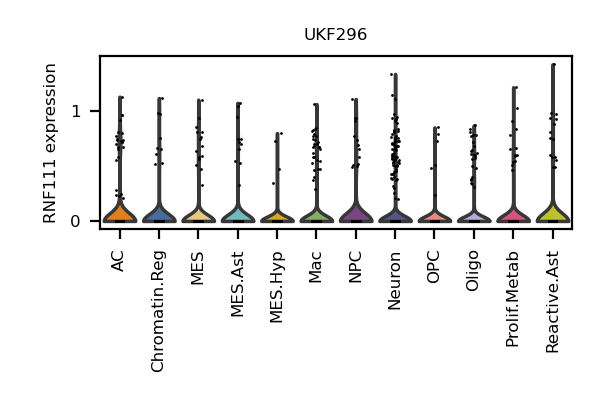 UKF296
RNF111 expression
1
0
AC
Chromatin.Reg
MES
MES.Ast
MES.Hyp
Mac
NPC
Neuron
OPC
Oligo
Prolif.Metab
Reactive.Ast